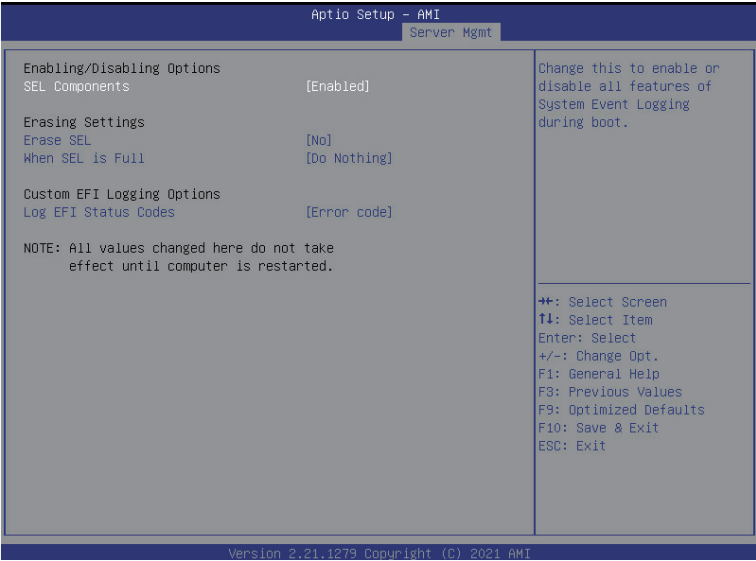 Aptio Setup – AMI
Server Mgmt
Enabling/Disabling Options
SEL Components [Enabled]
Erasing Settings
Erase SEL [No]
When SEL is Full [Do Nothing]
Custom EFI Logging Options
Log EFI Status Codes [Error code]
NOTE: All values changed here do not take
effect until computer is restarted.
Change this to enable or
disable all features of
System Event Logging
during boot.
→←: Select Screen
↑↓: Select Item
Enter: Select
+/-: Change Opt.
F1: General Help
F3: Previous Values
F9: Optimized Defaults
F10: Save & Exit
ESC: Exit
Version 2.21.1279 Copyright (C) 2021 AMI